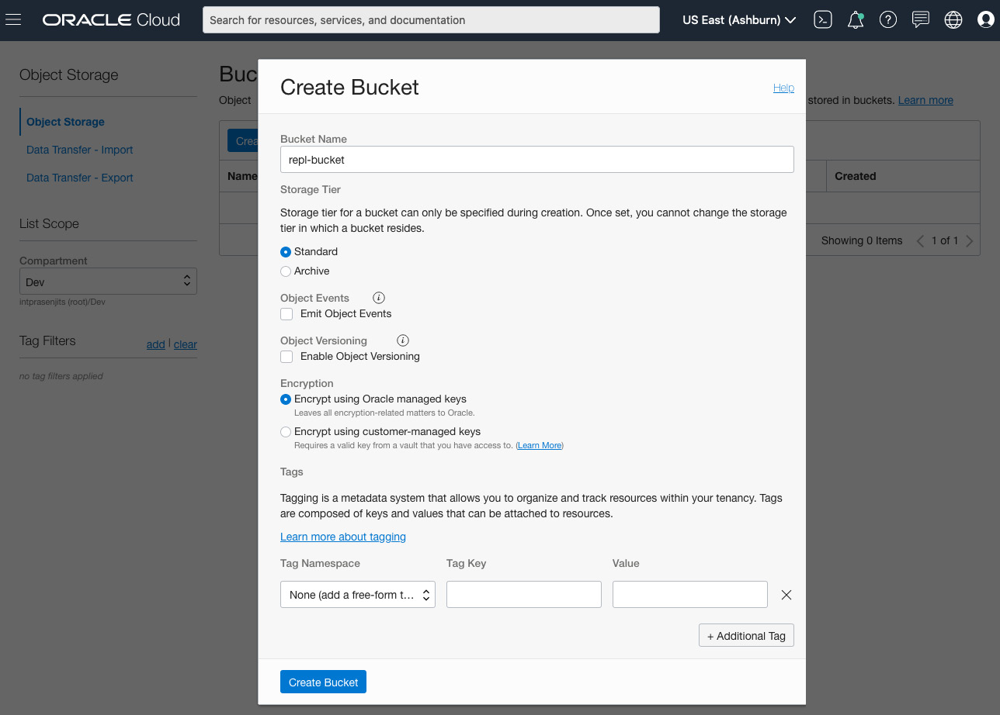 ORACLE Cloud
Search for resources, services, and documentation
US East (Ashburn)
Object Storage
Object Storage
Data Transfer - Import
Data Transfer - Export
List Scope
Compartment
Dev
intprasenjits (root)/Dev
Tag Filters
add | clear
no tag filters applied
Buc
Object
stored in buckets. Learn more
Crea
Name
Created
Showing 0 Items
1 of 1
Create Bucket
Help
Bucket Name
repl-bucket
Storage Tier
Storage tier for a bucket can only be specified during creation. Once set, you cannot change the storage
tier in which a bucket resides.
Standard
Archive
Object Events
Emit Object Events
Object Versioning
Enable Object Versioning
Encryption
Encrypt using Oracle managed keys
Leaves all encryption-related matters to Oracle.
Encrypt using customer-managed keys
Requires a valid key from a vault that you have access to. (Learn More)
Tags
Tagging is a metadata system that allows you to organize and track resources within your tenancy. Tags
are composed of keys and values that can be attached to resources.
Learn more about tagging
Tag Namespace
Tag Key
Value
None (add a free-form t...
+ Additional Tag
Create Bucket